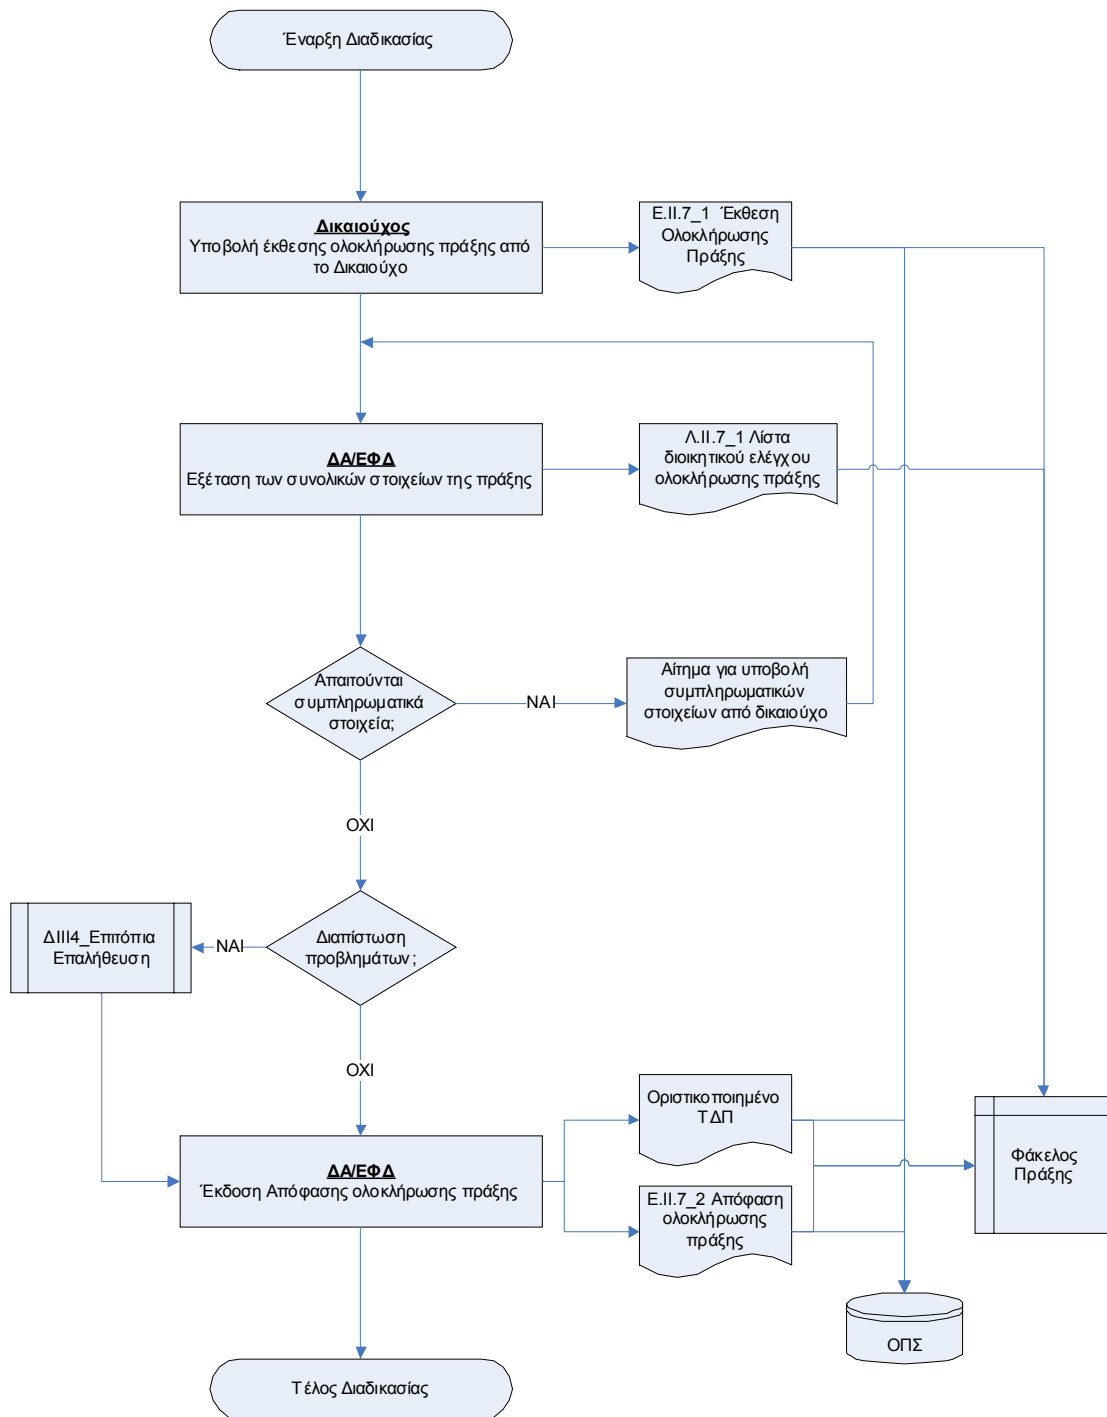 Έναρξη Διαδικασίας
Δικαιούχος
Υποβολή έκθεσης ολοκλήρωσης πράξης από
το Δικαιούχο
Ε.ΙΙ.7_1 Έκθεση
Ολοκλήρωσης
Πράξης
ΔΑ/ΕΦΔ
Εξέταση των συνολικών στοιχείων της πράξης
Λ.ΙΙ.7_1 Λίστα
διοικητικού ελέγχου
ολοκλήρωσης πράξης
Απαιτούνται
συμπληρωματικά
στοιχεία;
ΝΑΙ
Αίτημα για υποβολή
συμπληρωματικών
στοιχείων από δικαιούχο
ΟΧΙ
ΔΙΙΙ4_Επιτόπια
Επαλήθευση
ΝΑΙ
Διαπίστωση
προβλημάτων;
ΟΧΙ
Οριστικοποιημένο
ΤΔΠ
ΔΑ/ΕΦΔ
Έκδοση Απόφασης ολοκλήρωσης πράξης
Ε.ΙΙ.7_2 Απόφαση
ολοκλήρωσης
πράξης
Φάκελος
Πράξης
ΟΠΣ
Τέλος Διαδικασίας